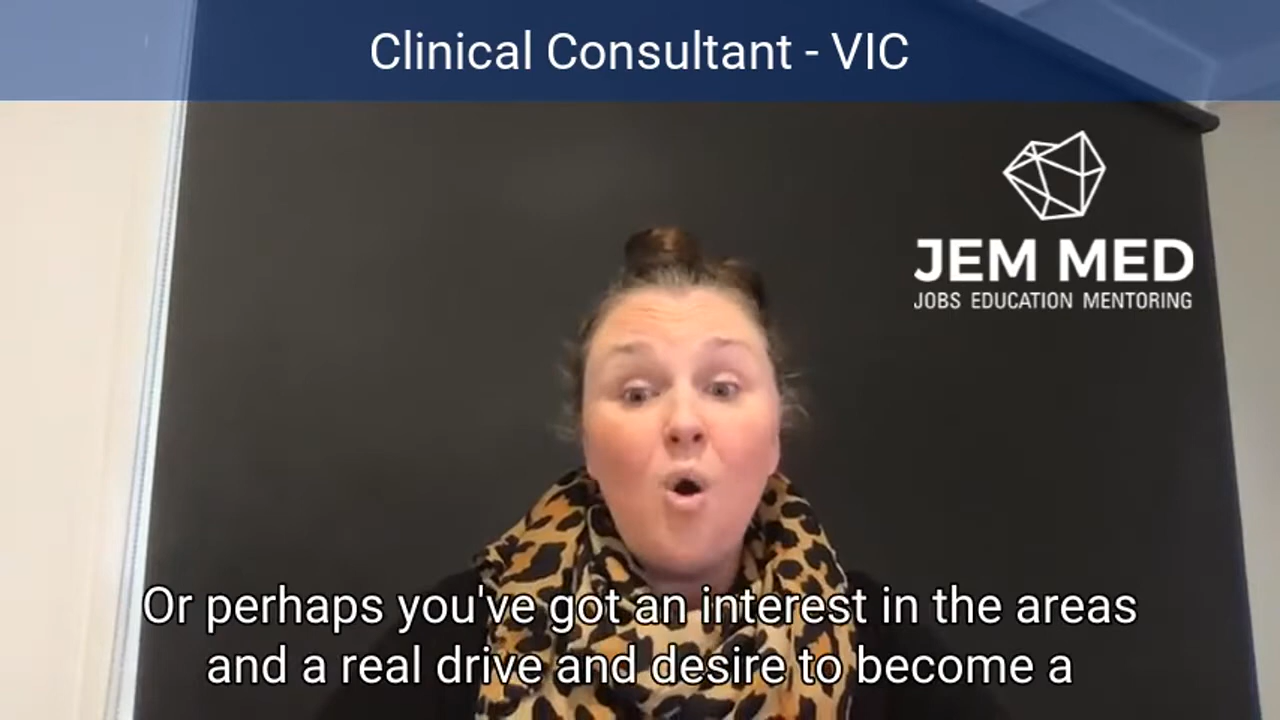 Clinical Consultant - VIC
JEM MED
JOBS EDUCATION MENTORING
Or perhaps you've got an interest in the areas
and a real drive and desire to become a